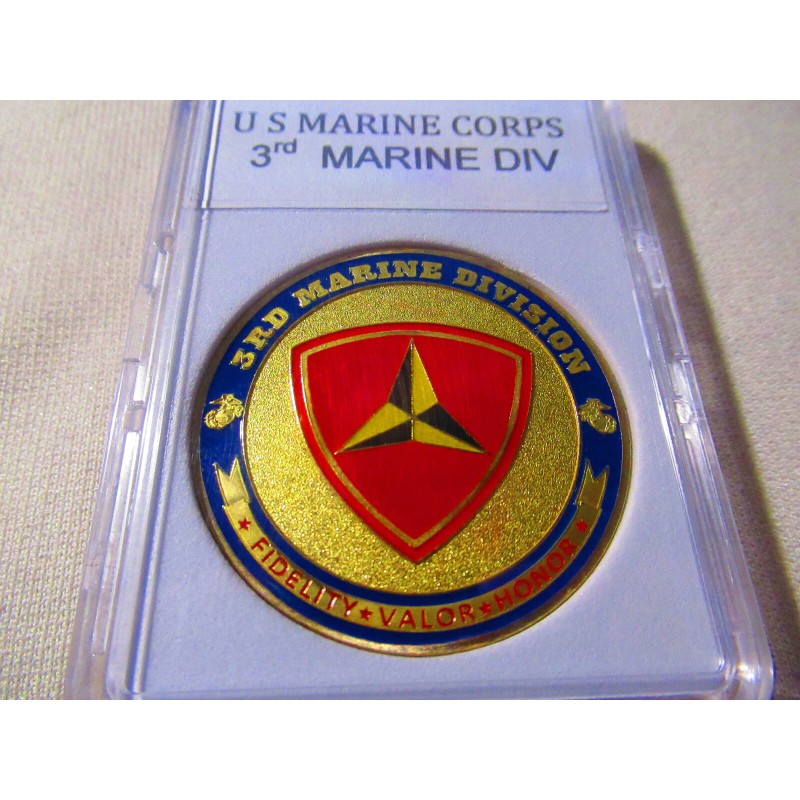 U S MARINE CORPS
3rd MARINE DIV
3RD MARINE DIVISION
★ FIDELITY ★ VALOR ★ HONOR ★